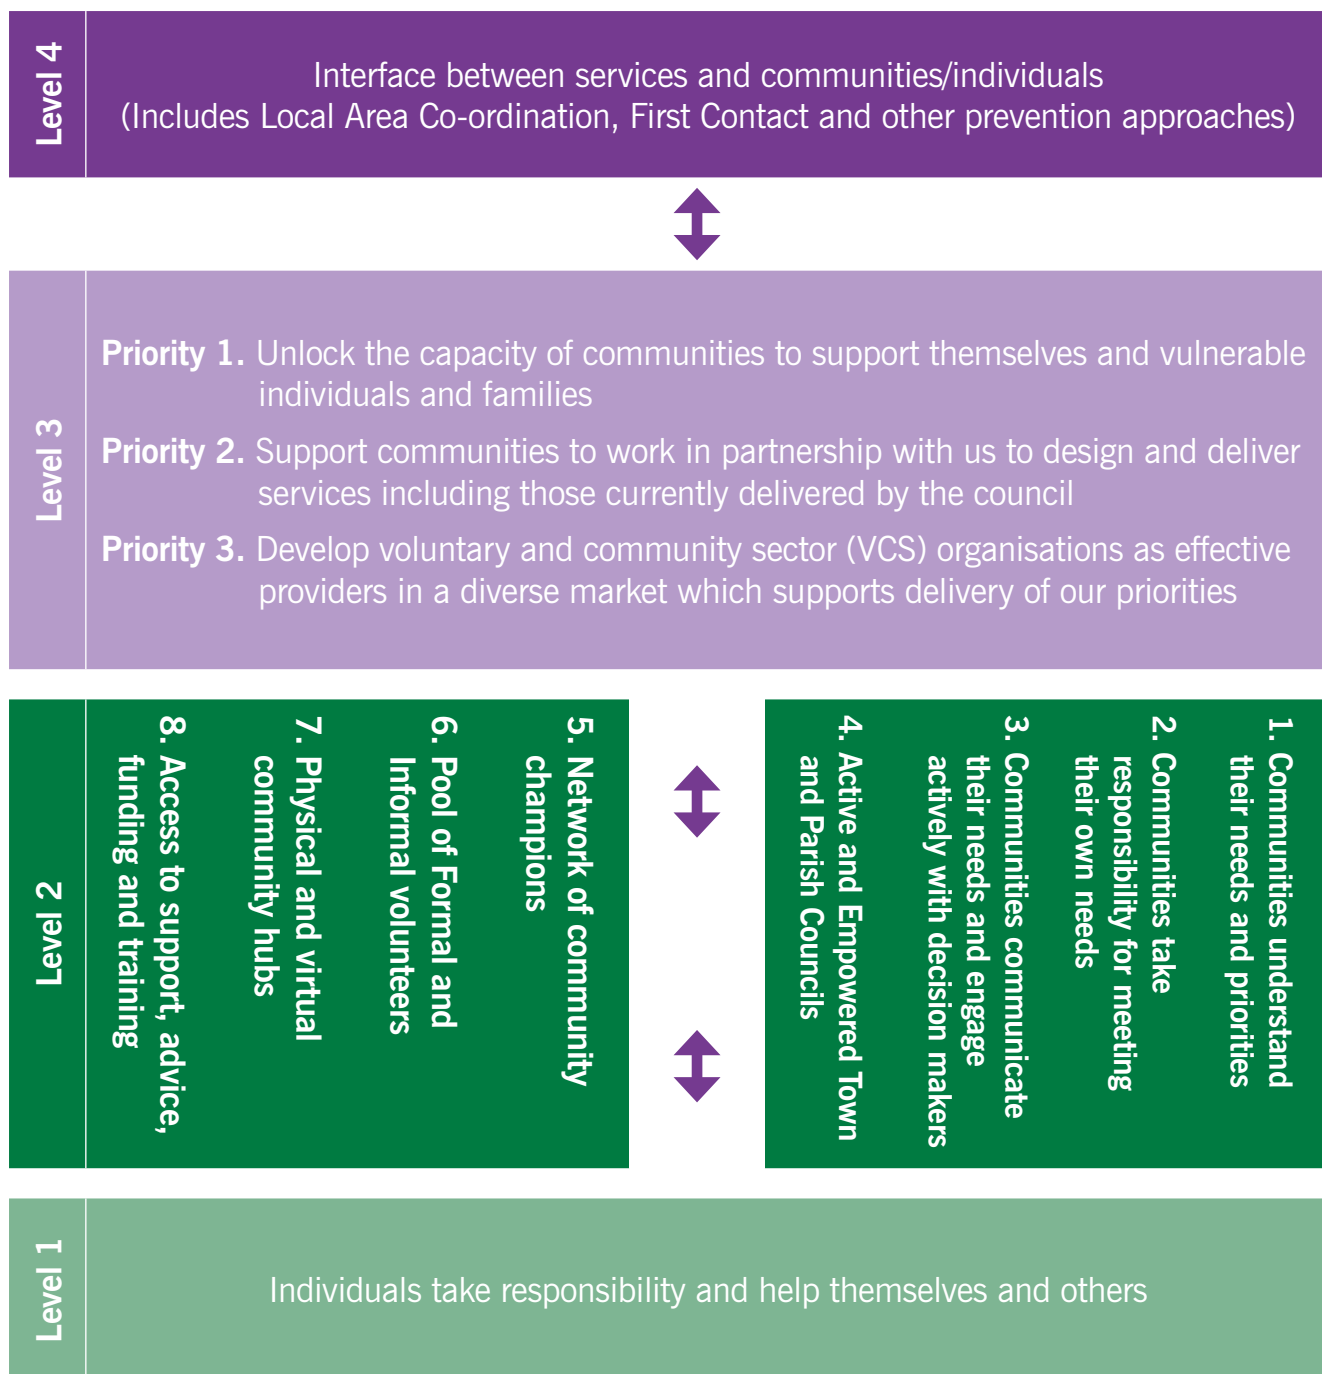 Level 4
Interface between services and communities/individuals
(Includes Local Area Co-ordination, First Contact and other prevention approaches)
Level 3
Priority 1. Unlock the capacity of communities to support themselves and vulnerable
individuals and families
Priority 2. Support communities to work in partnership with us to design and deliver
services including those currently delivered by the council
Priority 3. Develop voluntary and community sector (VCS) organisations as effective
providers in a diverse market which supports delivery of our priorities
Level 2
1. Communities understand
their needs and priorities
2. Communities take
responsibility for meeting
their own needs
3. Communities communicate
their needs and engage
actively with decision makers
4. Active and Empowered Town
and Parish Councils
5. Network of community
champions
6. Pool of Formal and
Informal volunteers
7. Physical and virtual
community hubs
8. Access to support, advice,
funding and training
Level 1
Individuals take responsibility and help themselves and others